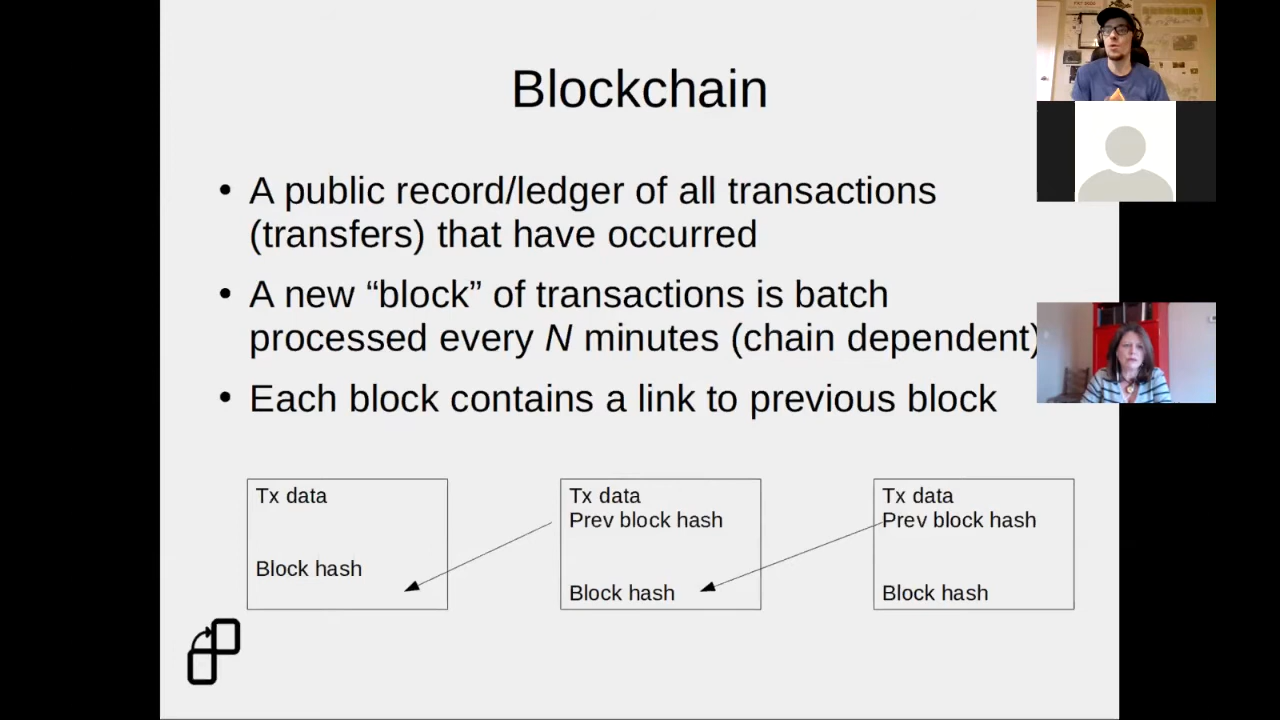 Blockchain
• A public record/ledger of all transactions
(transfers) that have occurred
• A new “block” of transactions is batch
processed every N minutes (chain dependent)
• Each block contains a link to previous block
Tx data
Block hash
Tx data
Prev block hash
Block hash
Tx data
Prev block hash
Block hash